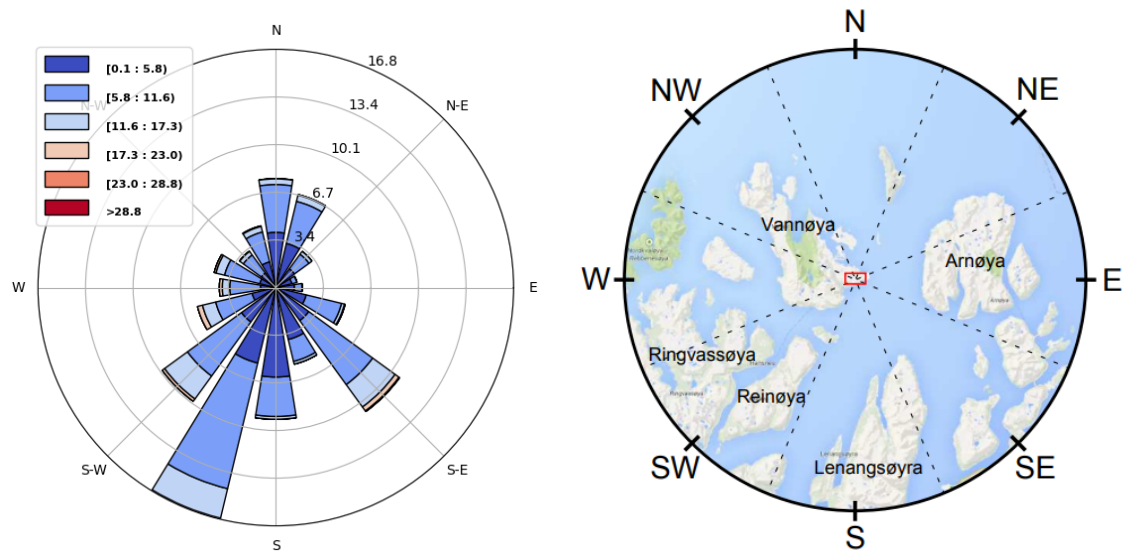 N
16.8
13.4
10.1
6.7
3.4
N-E
E
S-E
S
S-W
W
N-W
[0.1 : 5.8)
[5.8 : 11.6)
[11.6 : 17.3)
[17.3 : 23.0)
[23.0 : 28.8)
>28.8
N
NE
E
SE
S
SW
W
NW
Vannøya
Arnøya
Ringvassøya
Reinøya
Lenangsøyra